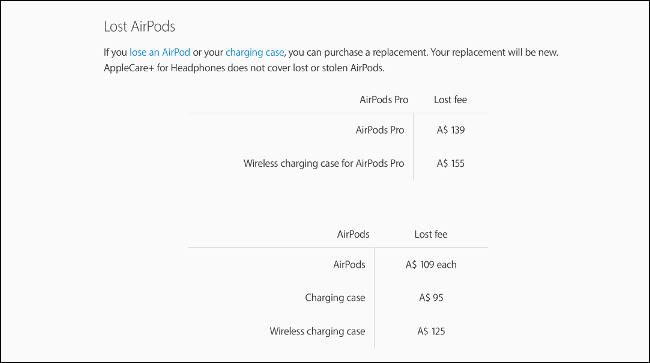 Lost AirPods
If you lose an AirPod or your charging case, you can purchase a replacement. Your replacement will be new.
AppleCare+ for Headphones does not cover lost or stolen AirPods.
AirPods Pro Lost fee
AirPods Pro A$ 139
Wireless charging case for AirPods Pro A$ 155
AirPods Lost fee
AirPods A$ 109 each
Charging case A$ 95
Wireless charging case A$ 125